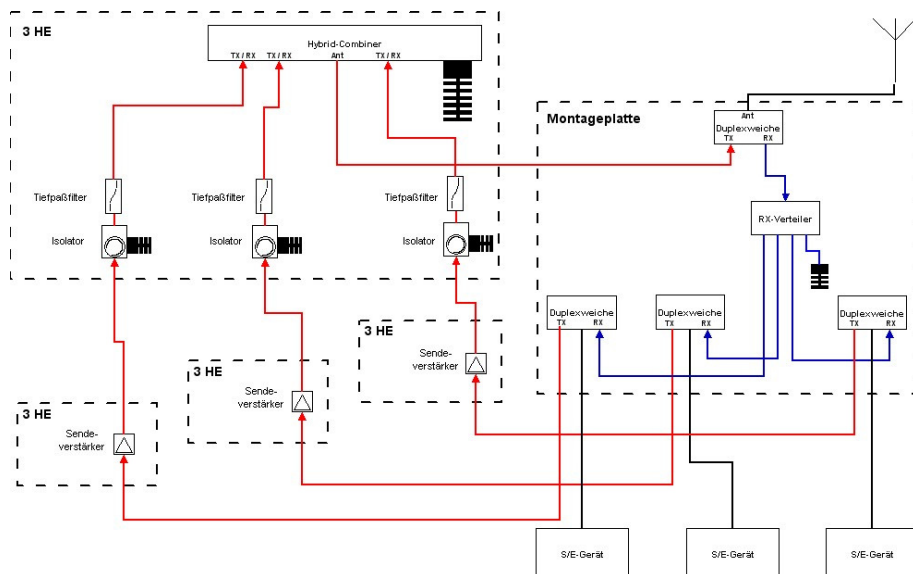 3 HE
Hybrid-Combiner
TX / RX TX / RX Ant TX / RX
Montageplatte
Ant
Duplexweiche
TX RX
Tiefpaßfilter
Tiefpaßfilter
Tiefpaßfilter
RX-Verteiler
Isolator
Isolator
Isolator
Duplexweiche
TX RX
Duplexweiche
TX RX
Duplexweiche
TX RX
3 HE
Sende-
verstärker
3 HE
Sende-
verstärker
3 HE
Sende-
verstärker
S/E-Gerät
S/E-Gerät
S/E-Gerät